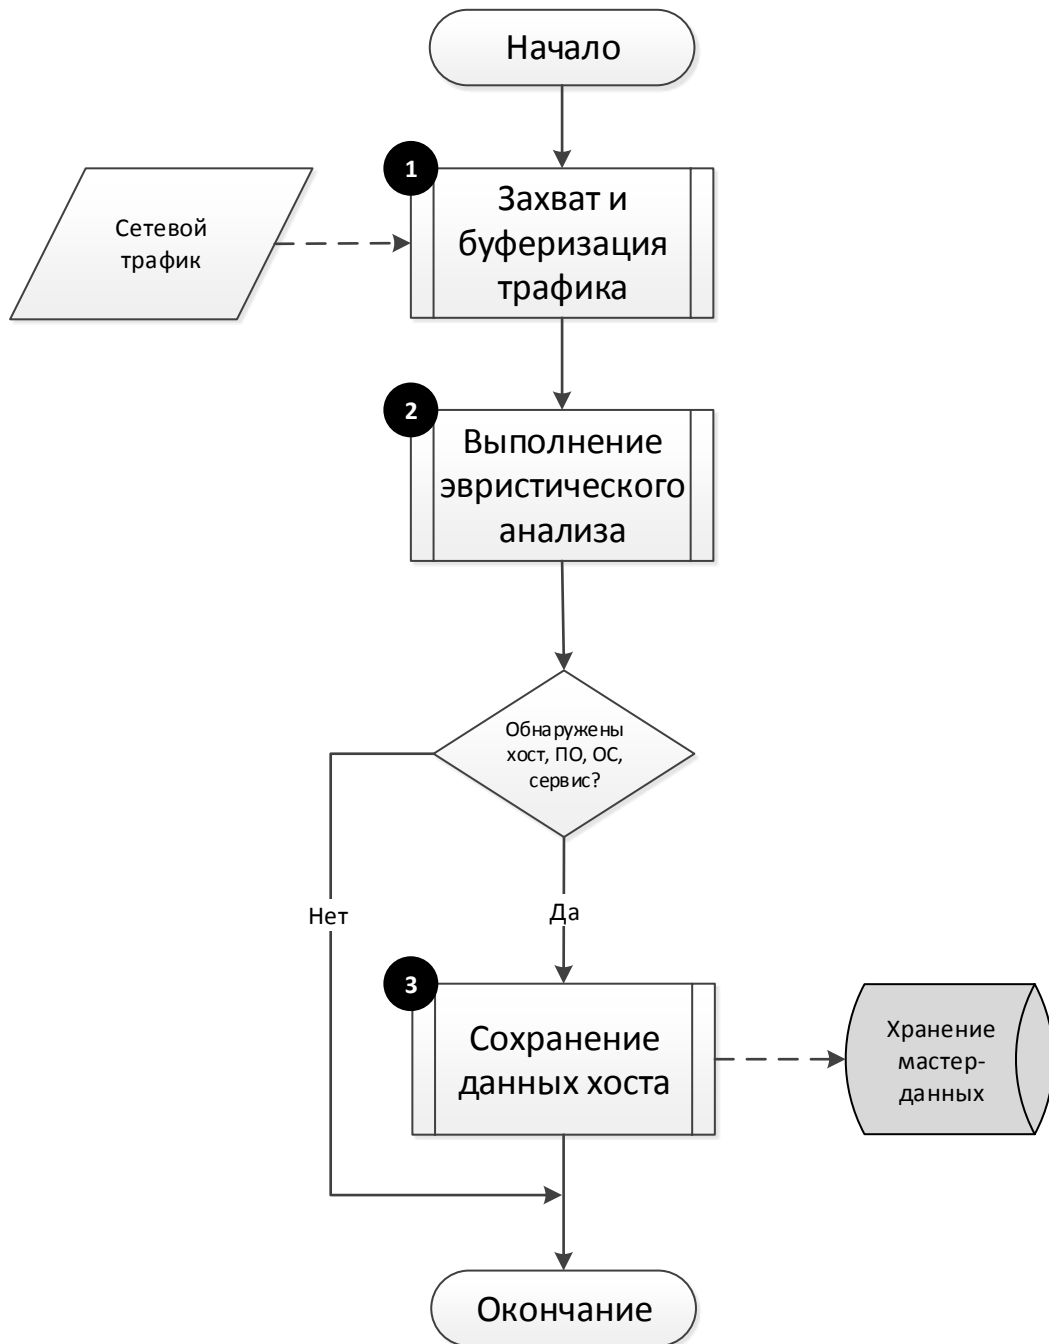 Начало
1
Захват и
буферизация
трафика
Сетевой
трафик
2
Выполнение
эвристического
анализа
Обнаружены
хост, ПО, ОС,
сервис?
Нет
Да
3
Сохранение
данных хоста
Хранение
мастер-
данных
Окончание